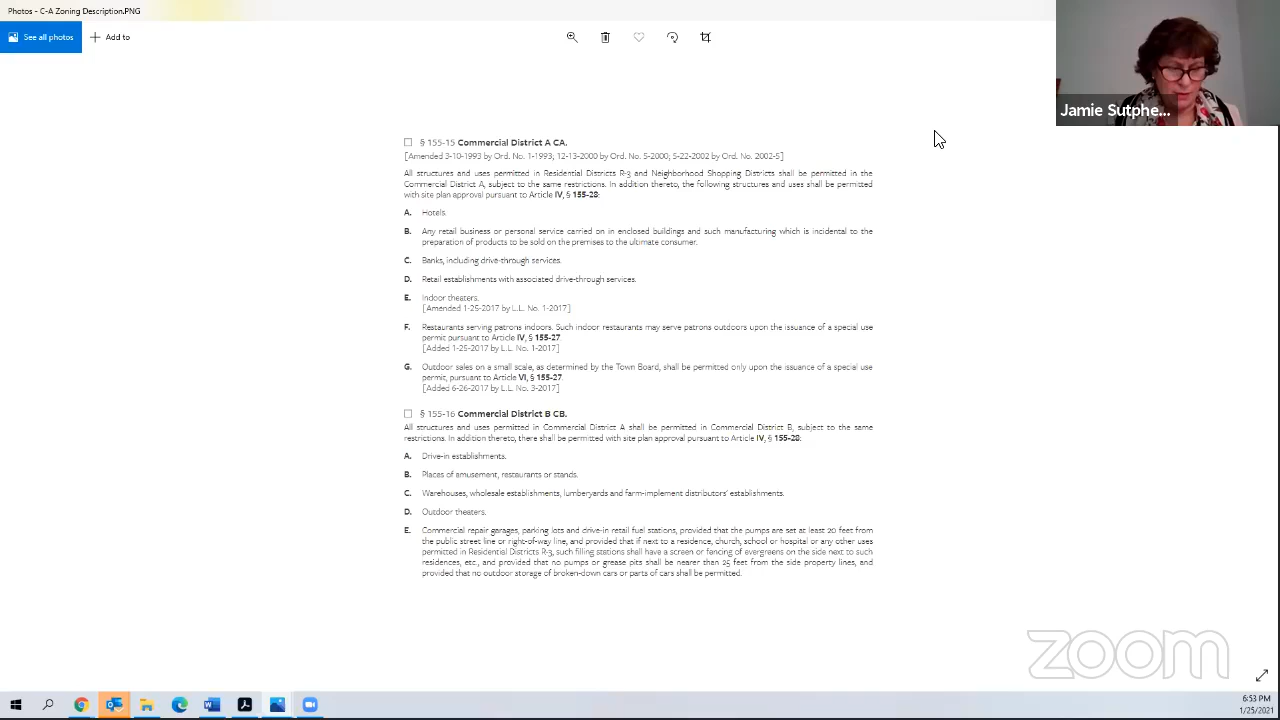 Photos - C-A Zoning Description.PNG
See all photos
Add to
Jamie Sutphe...
§ 155-15 Commercial District A CA.
[Amended 3-10-1993 by Ord. No. 1-1993; 12-13-2000 by Ord. No. 5-2000; 5-22-2002 by Ord. No. 2002-5]
All structures and uses permitted in Residential Districts R-3 and Neighborhood Shopping Districts shall be permitted in the
Commercial District A, subject to the same restrictions. In addition thereto, the following structures and uses shall be permitted
with site plan approval pursuant to Article IV, § 155-28:
A. Hotels.
B. Any retail business or personal service carried on in enclosed buildings and such manufacturing which is incidental to the
preparation of products to be sold on the premises to the ultimate consumer.
C. Banks, including drive-through services.
D. Retail establishments with associated drive-through services.
E. Indoor theaters.
[Amended 1-25-2017 by L.L. No. 1-2017]
F. Restaurants serving patrons indoors. Such indoor restaurants may serve patrons outdoors upon the issuance of a special use
permit pursuant to Article IV, § 155-27.
[Added 1-25-2017 by L.L. No. 1-2017]
G. Outdoor sales on a small scale, as determined by the Town Board, shall be permitted only upon the issuance of a special use
permit, pursuant to Article VI, § 155-27.
[Added 6-26-2017 by L.L. No. 3-2017]
§ 155-16 Commercial District B CB.
All structures and uses permitted in Commercial District A shall be permitted in Commercial District B, subject to the same
restrictions. In addition thereto, there shall be permitted with site plan approval pursuant to Article IV, § 155-28:
A. Drive-in establishments.
B. Places of amusement, restaurants or stands.
C. Warehouses, wholesale establishments, lumberyards and farm-implement distributors' establishments.
D. Outdoor theaters.
E. Commercial repair garages, parking lots and drive-in retail fuel stations, provided that the pumps are set at least 20 feet from
the public street line or right-of-way line, and provided that if next to a residence, church, school or hospital or any other uses
permitted in Residential Districts R-3, such filling stations shall have a screen or fencing of evergreens on the side next to such
residences, etc., and provided that no pumps or grease pits shall be nearer than 25 feet from the side property lines, and
provided that no outdoor storage of broken-down cars or parts of cars shall be permitted.
zoom
6:53 PM
1/25/2021